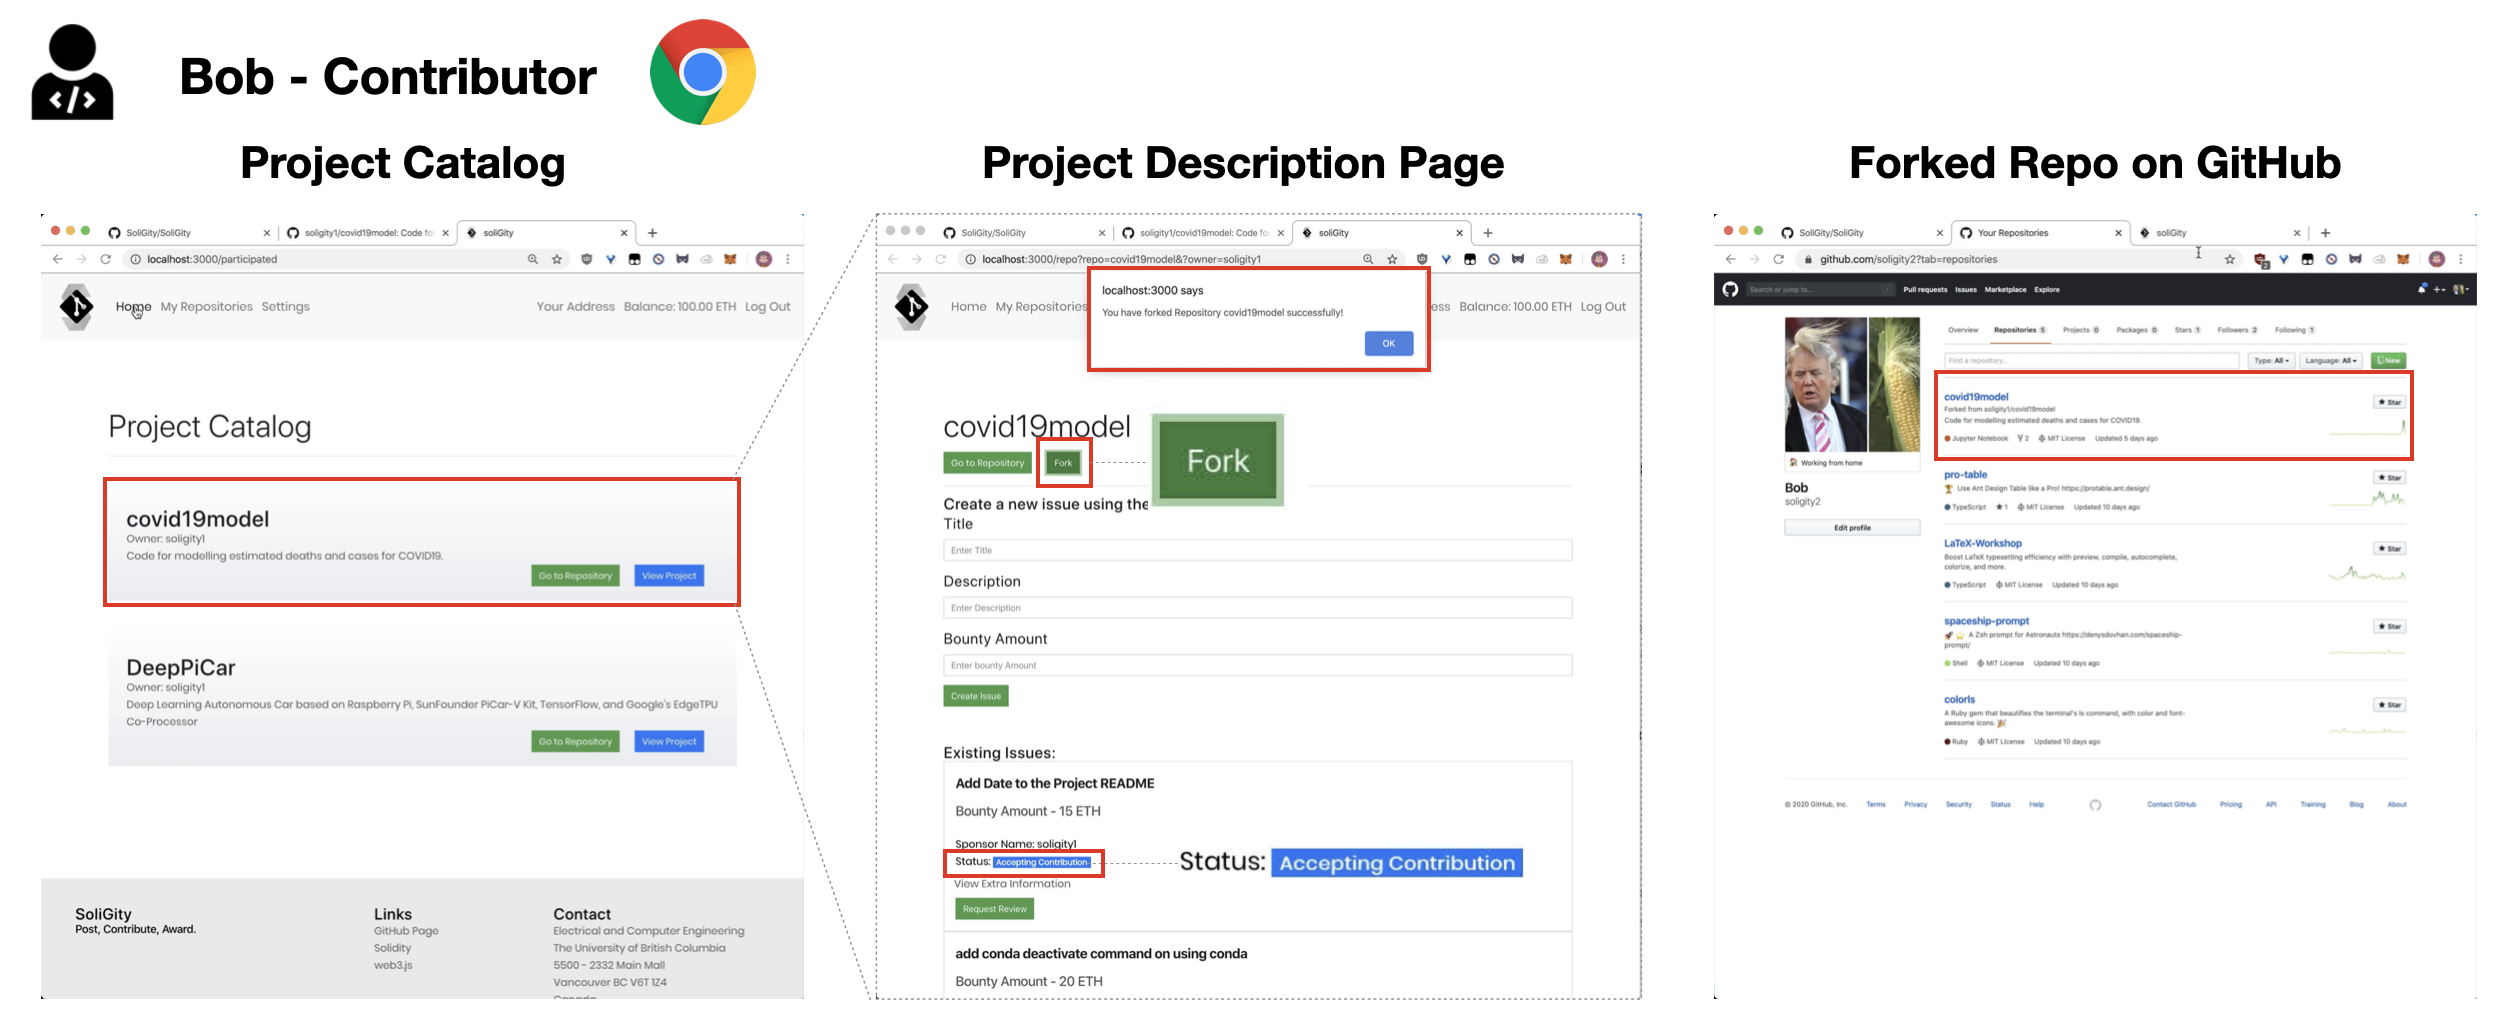 </>
Bob - Contributor
Project Catalog
SoliGity/SoliGity
soligity1/covid19model: Code for
soliGity
localhost:3000/participated
Home My Repositories Settings
Your Address Balance: 100.00 ETH Log Out
Project Catalog
covid19model
Owner: soligity1
Code for modelling estimated deaths and cases for COVID19.
Go to Repository
View Project
DeepPiCar
Owner: soligity1
Deep Learning Autonomous Car based on Raspberry Pi, SunFounder PiCar-V Kit, TensorFlow, and Google's EdgeTPU
Co-Processor
Go to Repository
View Project
SoliGity
Post, Contribute, Award.
Links
GitHub Page
Solidity
web3.js
Contact
Electrical and Computer Engineering
The University of British Columbia
5500 - 2332 Main Mall
Vancouver BC V6T 1Z4
Canada
Project Description Page
SoliGity/SoliGity
soligity1/covid19model: Code for
soliGity
localhost:3000/repo?repo=covid19model&?owner=soligity1
localhost:3000 says
You have forked Repository covid19model successfully!
OK
Home My Repositories
ess Balance: 100.00 ETH Log Out
covid19model
Go to Repository
Fork
Fork
Create a new issue using the
Title
Enter Title
Description
Enter Description
Bounty Amount
Enter bounty Amount
Create Issue
Existing Issues:
Add Date to the Project README
Bounty Amount - 15 ETH
Sponsor Name: soligity1
Status: Accepting Contribution
Status: Accepting Contribution
View Extra Information
Request Review
add conda deactivate command on using conda
Bounty Amount - 20 ETH
Forked Repo on GitHub
SoliGity/SoliGity
Your Repositories
soliGity
github.com/soligity2?tab=repositories
2
Search or jump to...
/
Pull requests Issues Marketplace Explore
Overview Repositories 5 Projects 0 Packages 0 Stars 1 Followers 2 Following 1
Find a repository...
Type: All
Language: All
New
Working from home
Bob
soligity2
Edit profile
covid19model
Star
Forked from soligity1/covid19model
Code for modelling estimated deaths and cases for COVID19.
Jupyter Notebook 2 MIT License Updated 5 days ago
pro-table
Star
Use Ant Design Table like a Pro! https://protable.ant.design/
TypeScript 1 MIT License Updated 10 days ago
LaTeX-Workshop
Star
Boost LaTeX typesetting efficiency with preview, compile, autocomplete,
colorize, and more.
TypeScript MIT License Updated 10 days ago
spaceship-prompt
Star
A Zsh prompt for Astronauts https://denysdovhan.com/spaceship-
prompt/
Shell MIT License Updated 10 days ago
colorls
Star
A Ruby gem that beautifies the terminal's ls command, with color and font-
awesome icons.
Ruby MIT License Updated 10 days ago
© 2020 GitHub, Inc. Terms Privacy Security Status Help
Contact GitHub Pricing API Training Blog About